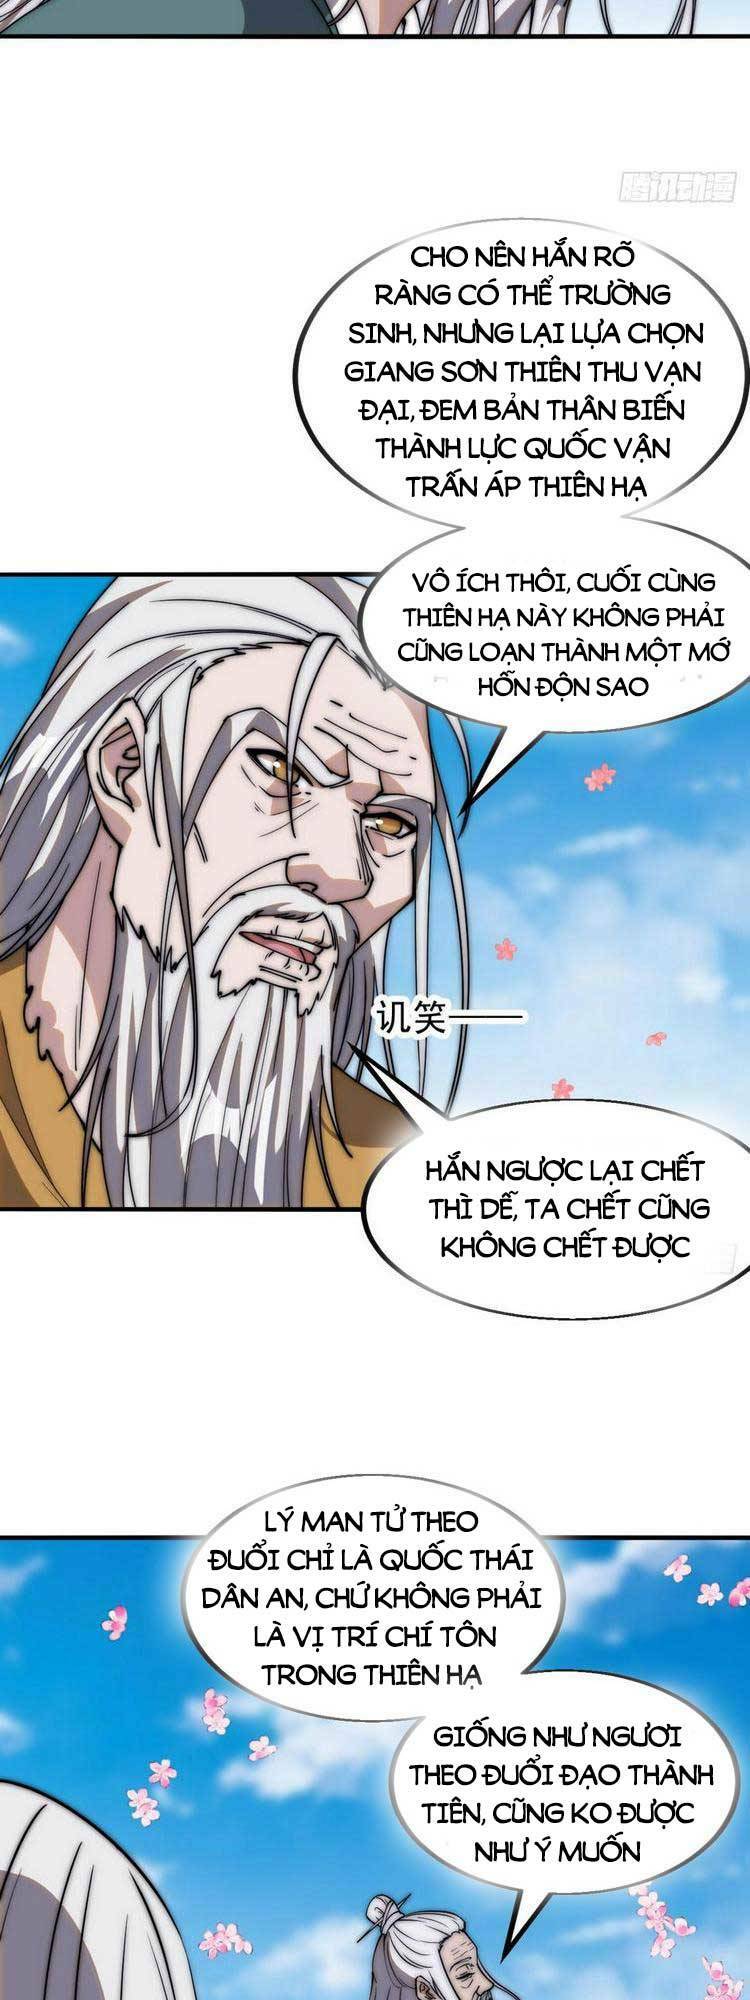 腾讯动漫
CHO NÊN HẮN RÕ
RÀNG CÓ THỂ TRƯỜNG
SINH, NHƯNG LẠI LỰA CHỌN
GIANG SƠN THIÊN THU VẠN
ĐẠI, ĐEM BẢN THÂN BIẾN
THÀNH LỰC QUỐC VẬN
TRẤN ÁP THIÊN HẠ
VÔ ÍCH THÔI, CUỐI CÙNG
THIÊN HẠ NÀY KHÔNG PHẢI
CŨNG LOẠN THÀNH MỘT MỚ
HỖN ĐỘN SAO
讥笑——
HẮN NGƯỢC LẠI CHẾT
THÌ DẾ, TA CHẾT CŨNG
KHÔNG CHẾT ĐƯỢC
LÝ MAN TỬ THEO
ĐUỔI CHỈ LÀ QUỐC THÁI
DÂN AN, CHỨ KHÔNG PHẢI
LÀ VỊ TRÍ CHÍ TÔN
TRONG THIÊN HẠ
GIỐNG NHƯ NGƯƠI
THEO ĐUỔI ĐẠO THÀNH
TIÊN, CŨNG KO ĐƯỢC
NHƯ Ý MUỐN